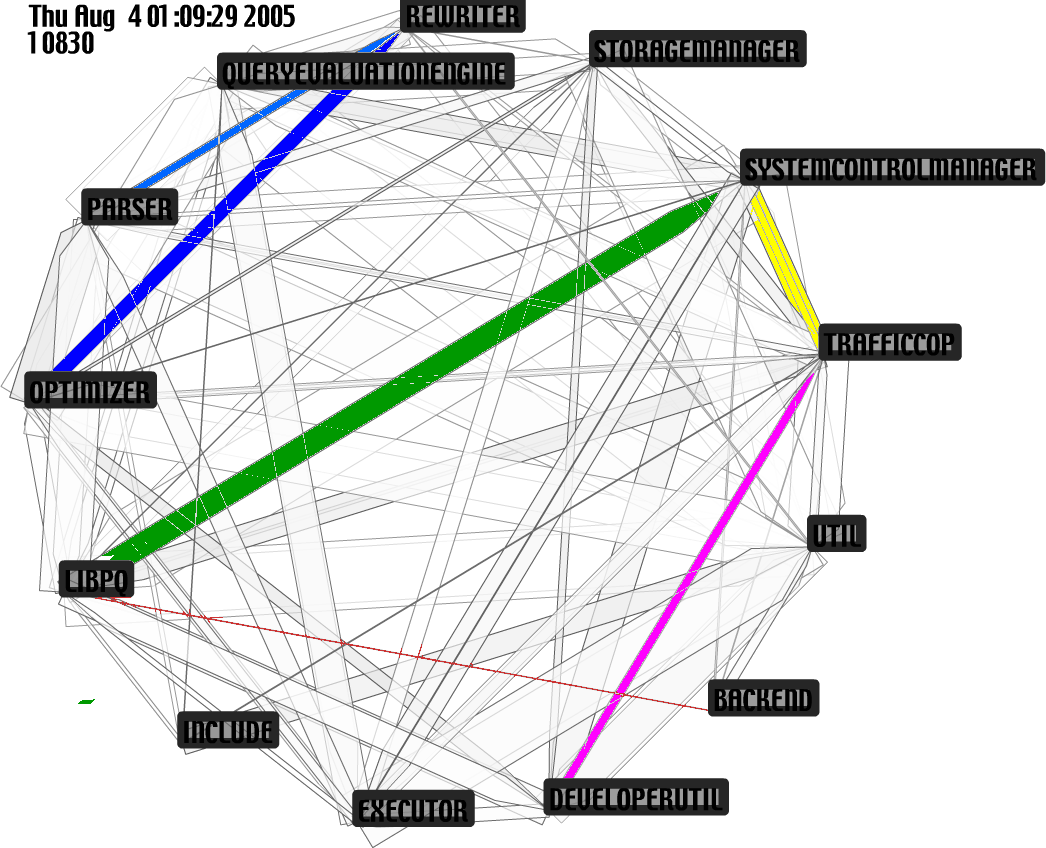 Thu Aug 4 01:09:29 2005
10830
REWRITER
STORAGEMANAGER
QUERYEVALUATIONENGINE
SYSTEMCONTROLMANAGER
PARSER
TRAFFICCOP
OPTIMIZER
UTIL
LIBPQ
BACKEND
INCLUDE
DEVELOPERUTIL
EXECUTOR